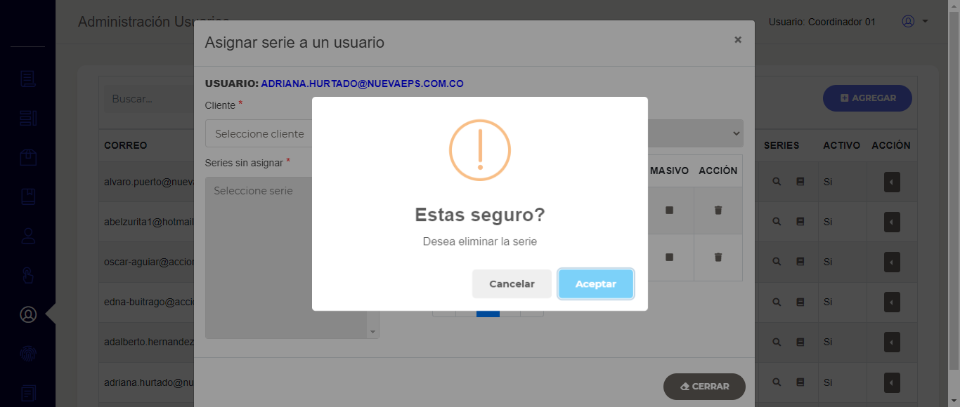 Administración Usuarios
Usuario: Coordinador 01
Asignar serie a un usuario
×
USUARIO: ADRIANA.HURTADO@NUEVAEPS.COM.CO
Buscar...
AGREGAR
Cliente *
Seleccione cliente
Series sin asignar *
Seleccione serie
CORREO
SERIES ACTIVO ACCIÓN
MASIVO ACCIÓN
alvaro.puerto@nueva
Si
abelzurita1@hotmail
Si
oscar-aguiar@accion
Si
edna-buitrago@acci
Si
adalberto.hernandez
Si
adriana.hurtado@nu
Si
Estas seguro?
Desea eliminar la serie
Cancelar Aceptar
CERRAR